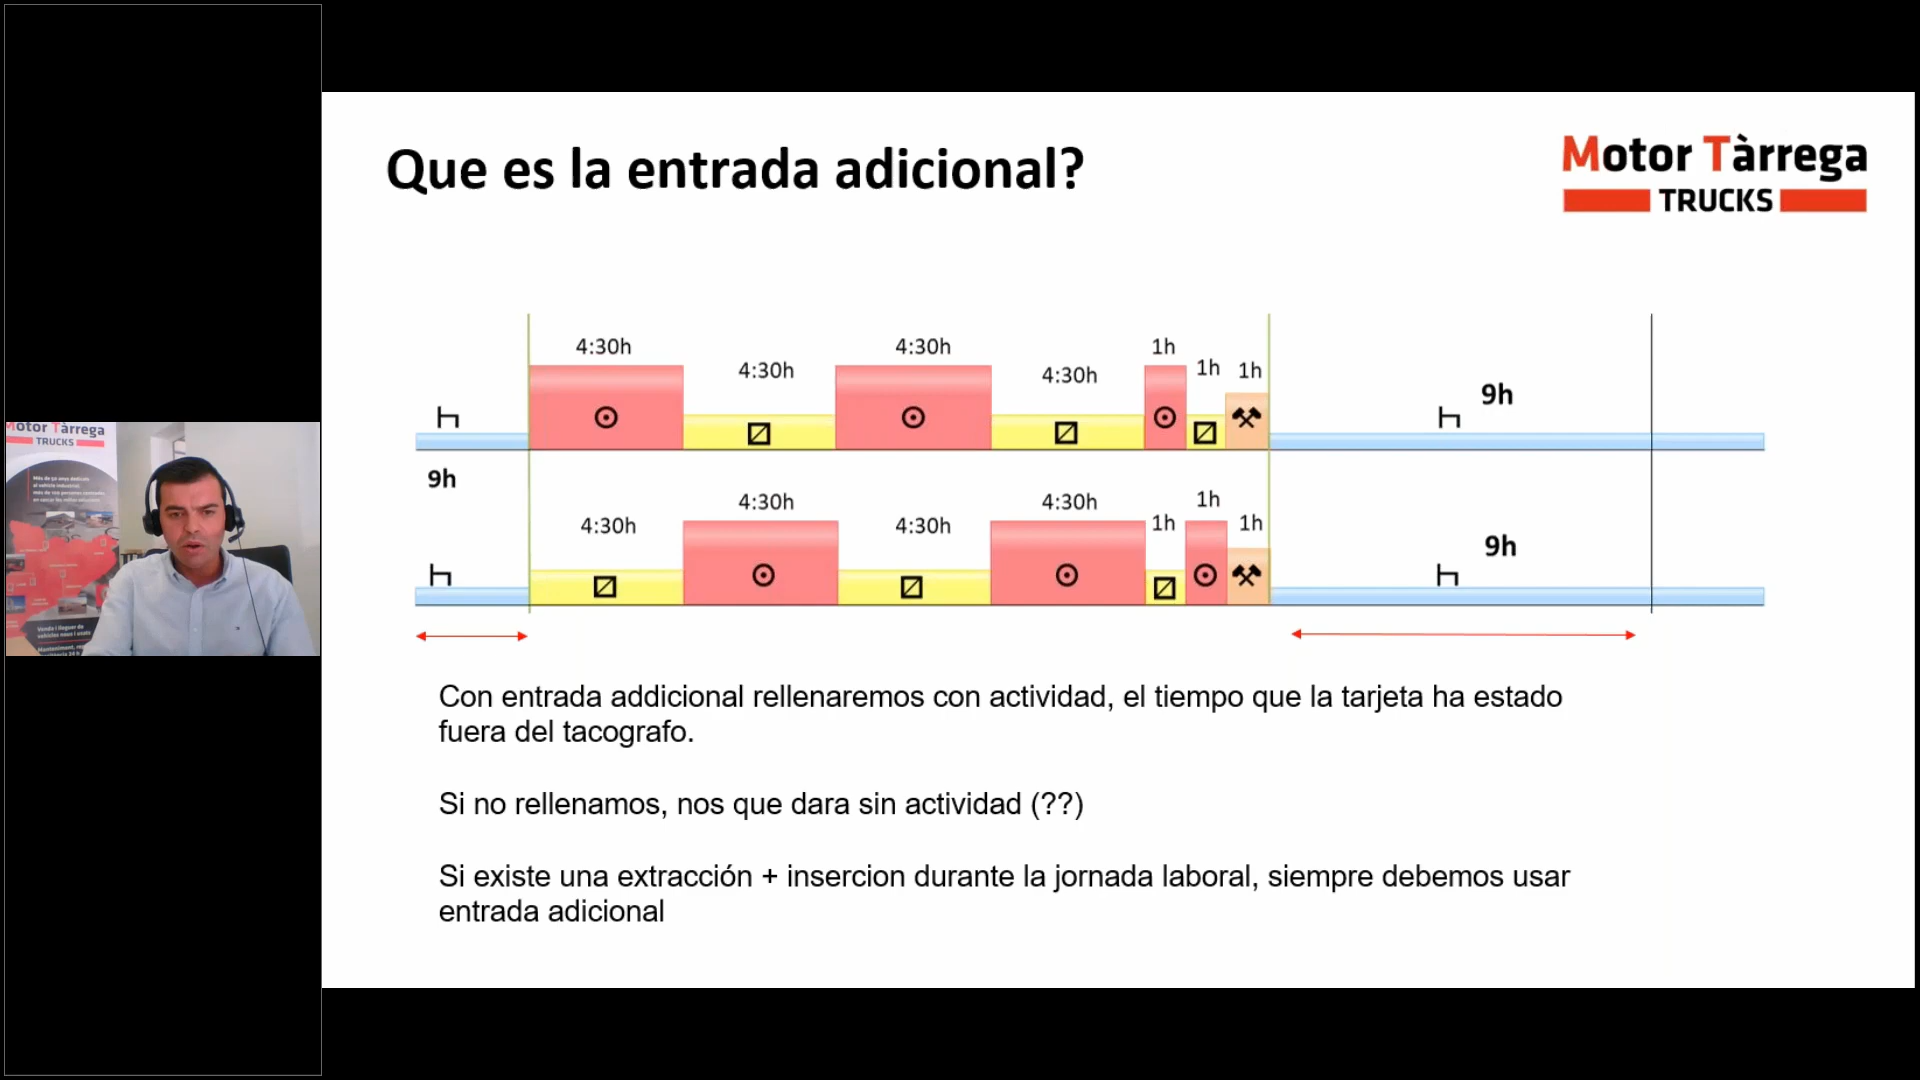 Que es la entrada adicional?
Motor Tàrrega
TRUCKS
4:30h 4:30h 4:30h 4:30h 1h 1h 1h
9h
9h
4:30h 4:30h 4:30h 4:30h 1h 1h 1h
9h
Con entrada addicional rellenaremos con actividad, el tiempo que la tarjeta ha estado
fuera del tacografo.
Si no rellenamos, nos que dara sin actividad (??)
Si existe una extracción + insercion durante la jornada laboral, siempre debemos usar
entrada adicional
Motor Tàrrega
TRUCKS